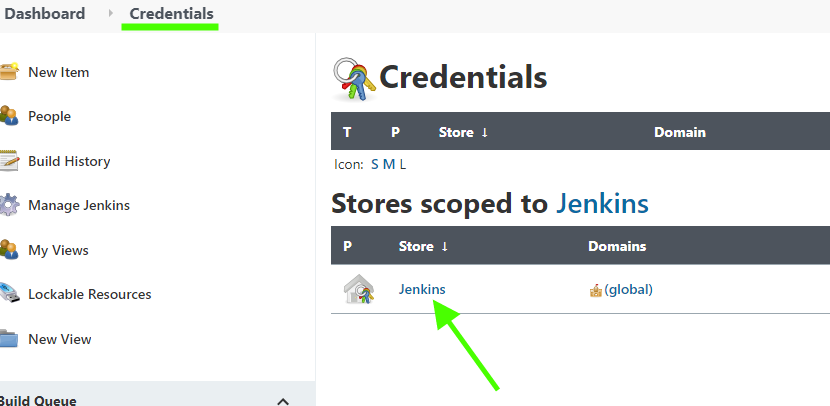 Dashboard Credentials
New Item
People
Build History
Manage Jenkins
My Views
Lockable Resources
New View
Build Queue
Credentials
T P Store ↓ Domain
Icon: S M L
Stores scoped to Jenkins
P Store ↓ Domains
Jenkins (global)